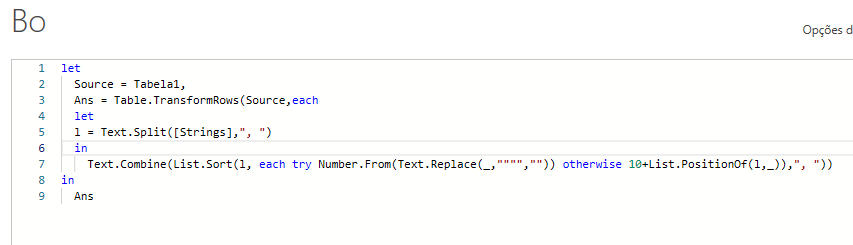 Bo
Opções d
1 let
2 Source = Tabela1,
3 Ans = Table.TransformRows(Source,each
4 let
5 l = Text.Split([Strings],", ")
6 in
7 Text.Combine(List.Sort(l, each try Number.From(Text.Replace(_,"""","")) otherwise 10+List.PositionOf(l,_)),", "))
8 in
9 Ans